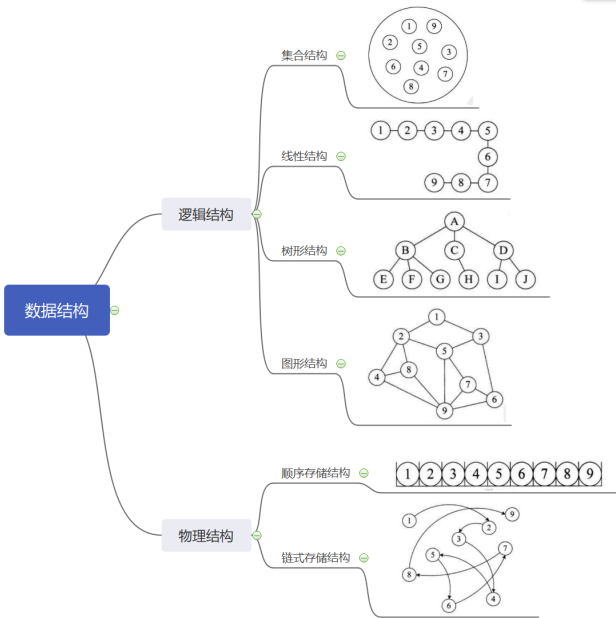 数据结构
逻辑结构
集合结构
1 9
2 5 3
6 4 7
8
线性结构
1 2 3 4 5
6
9 8 7
树形结构
A
B C D
E F G H I J
图形结构
1
2 3
5
8
4 7
6
9
物理结构
顺序存储结构
1 2 3 4 5 6 7 8 9
链式存储结构
1 9
2
3
5 7
8
6 4